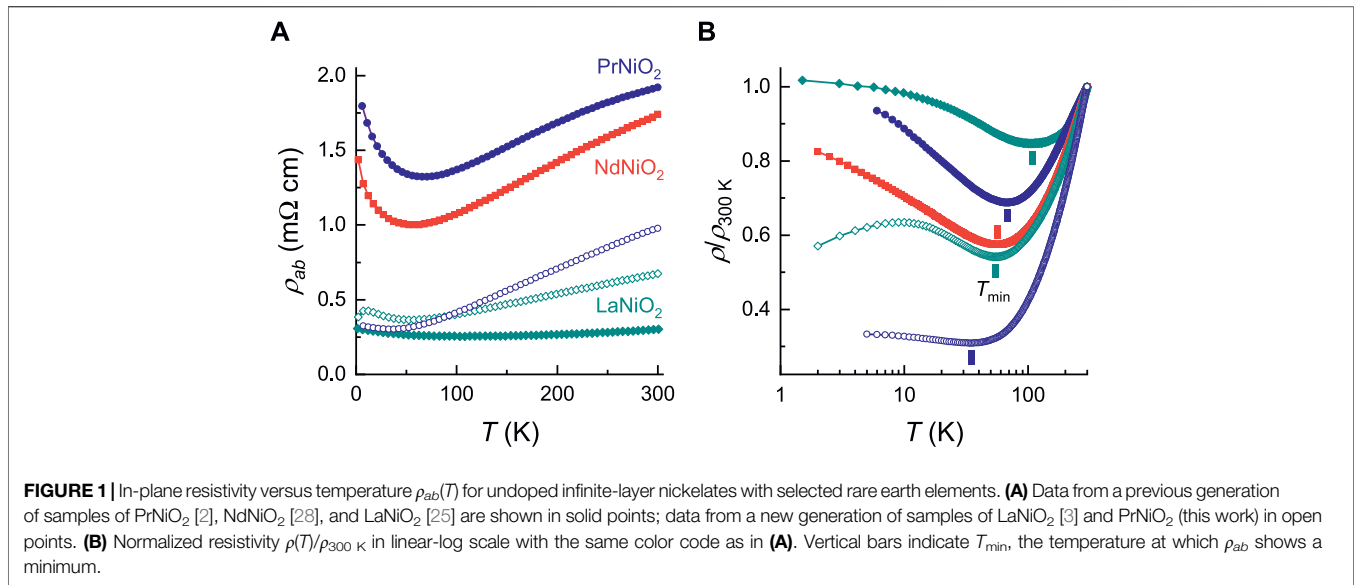 A
B
PrNiO₂
NdNiO₂
LaNiO₂
2.0
1.5
1.0
0.5
0.0
ρab (mΩ cm)
0
100
200
300
T (K)
1.0
0.8
0.6
0.4
ρ/ρ300 K
Tmin
1
10
100
T (K)
FIGURE 1 | In-plane resistivity versus temperature ρab(T) for undoped infinite-layer nickelates with selected rare earth elements. (A) Data from a previous generation
of samples of PrNiO₂ [2], NdNiO₂ [28], and LaNiO₂ [25] are shown in solid points; data from a new generation of samples of LaNiO₂ [3] and PrNiO₂ (this work) in open
points. (B) Normalized resistivity ρ(T)/ρ300 K in linear-log scale with the same color code as in (A). Vertical bars indicate Tmin, the temperature at which ρab shows a
minimum.